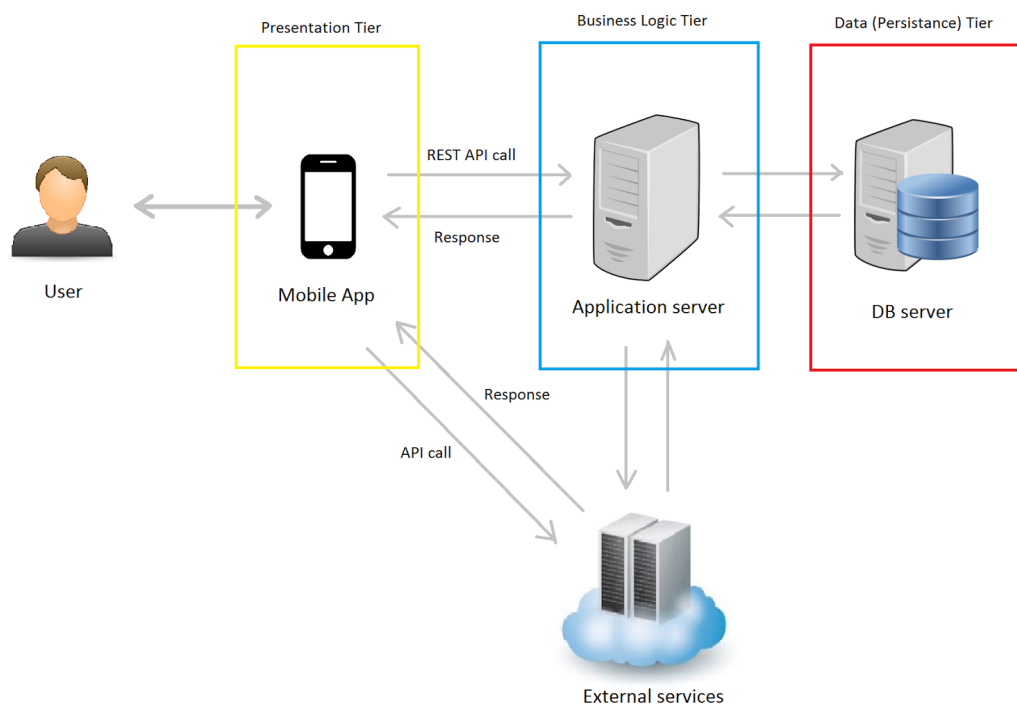 Presentation Tier
Business Logic Tier
Data (Persistance) Tier
REST API call
Response
User
Mobile App
Application server
DB server
Response
API call
External services